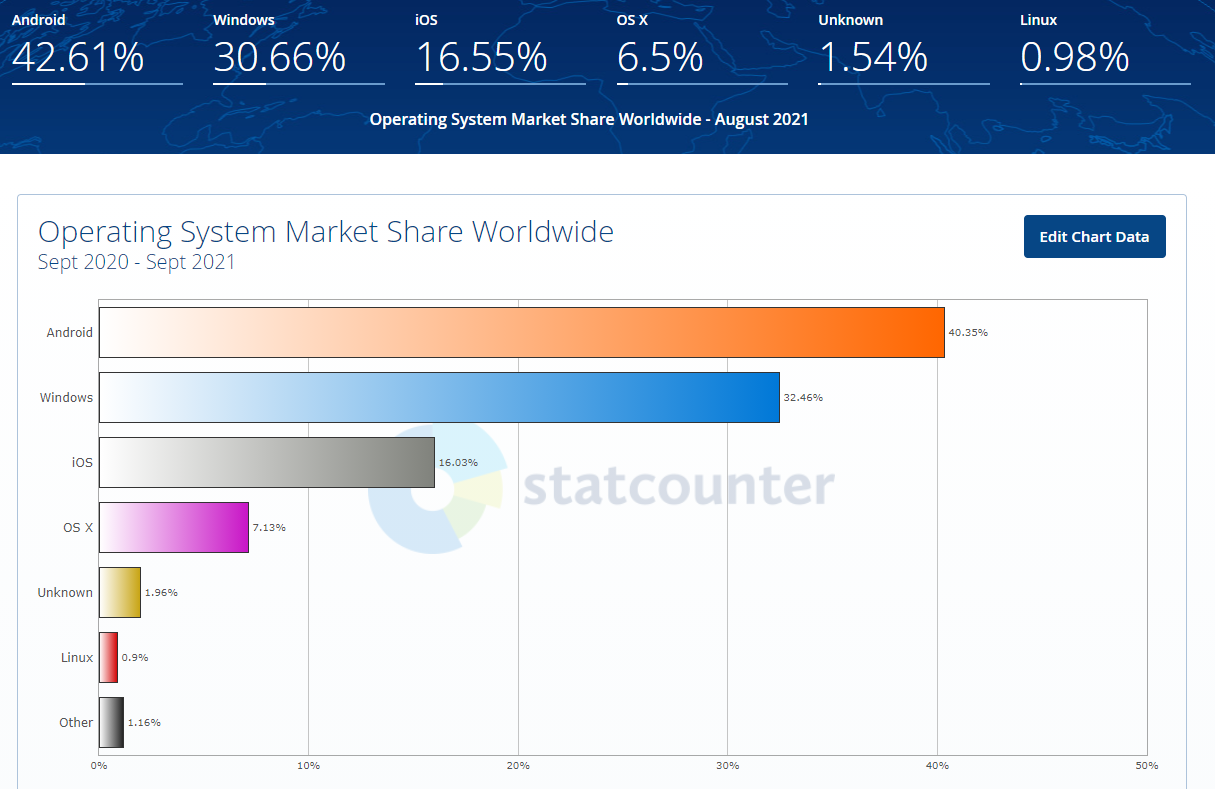 Android Windows iOS OS X Unknown Linux
42.61% 30.66% 16.55% 6.5% 1.54% 0.98%
Operating System Market Share Worldwide - August 2021
Operating System Market Share Worldwide
Sept 2020 - Sept 2021
Edit Chart Data
Android 40.35%
Windows 32.46%
iOS 16.03%
statcounter
OS X 7.13%
Unknown 1.96%
Linux 0.9%
Other 1.16%
0% 10% 20% 30% 40% 50%